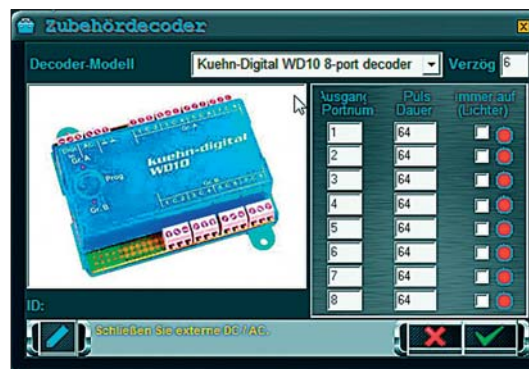 Zubehördecoder
Decoder-Modell Kuehn-Digital WD10 8-port decoder Verzög 6
Ausgang Puls Immer auf
Portnum Dauer (Lichter)
Gr. A
Prog
Gr. B
kuehn-digital
WD10
1 64
2 64
3 64
4 64
5 64
6 64
7 64
8 64
ID:
Schließen Sie externe DC / AC.